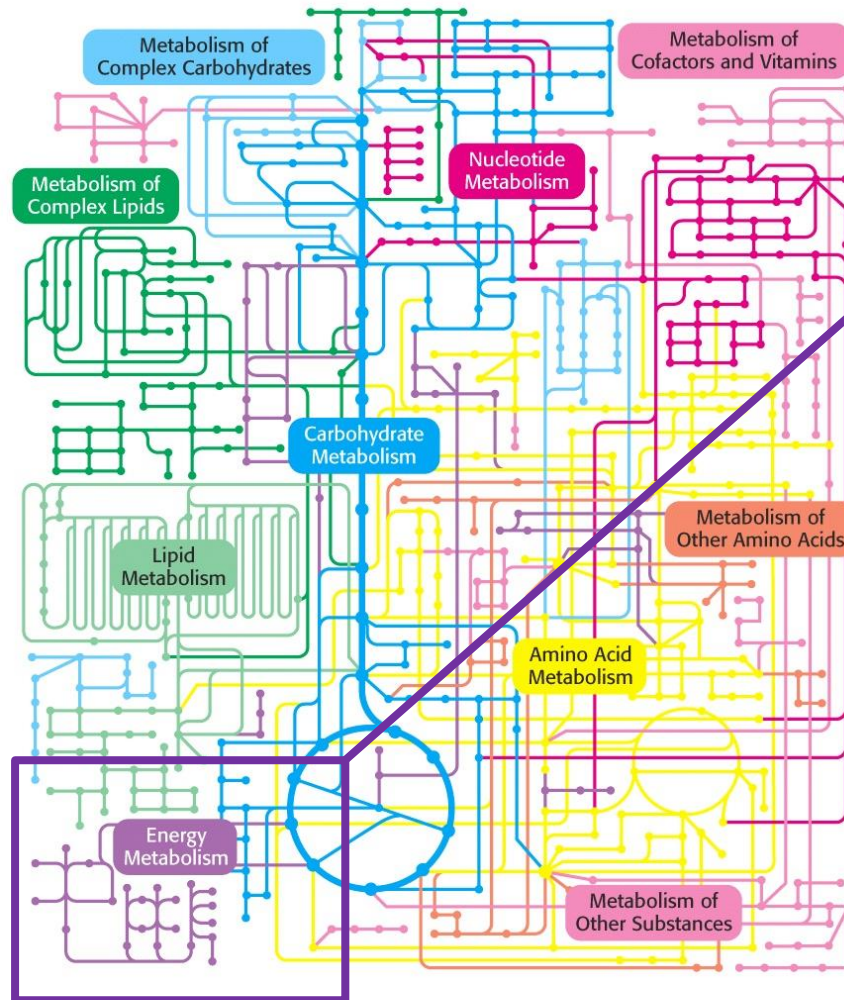 Metabolism of
Complex Carbohydrates
Metabolism of
Cofactors and Vitamins
Nucleotide
Metabolism
Metabolism of
Complex Lipids
Carbohydrate
Metabolism
Metabolism of
Other Amino Acids
Lipid
Metabolism
Amino Acid
Metabolism
Energy
Metabolism
Metabolism of
Other Substances